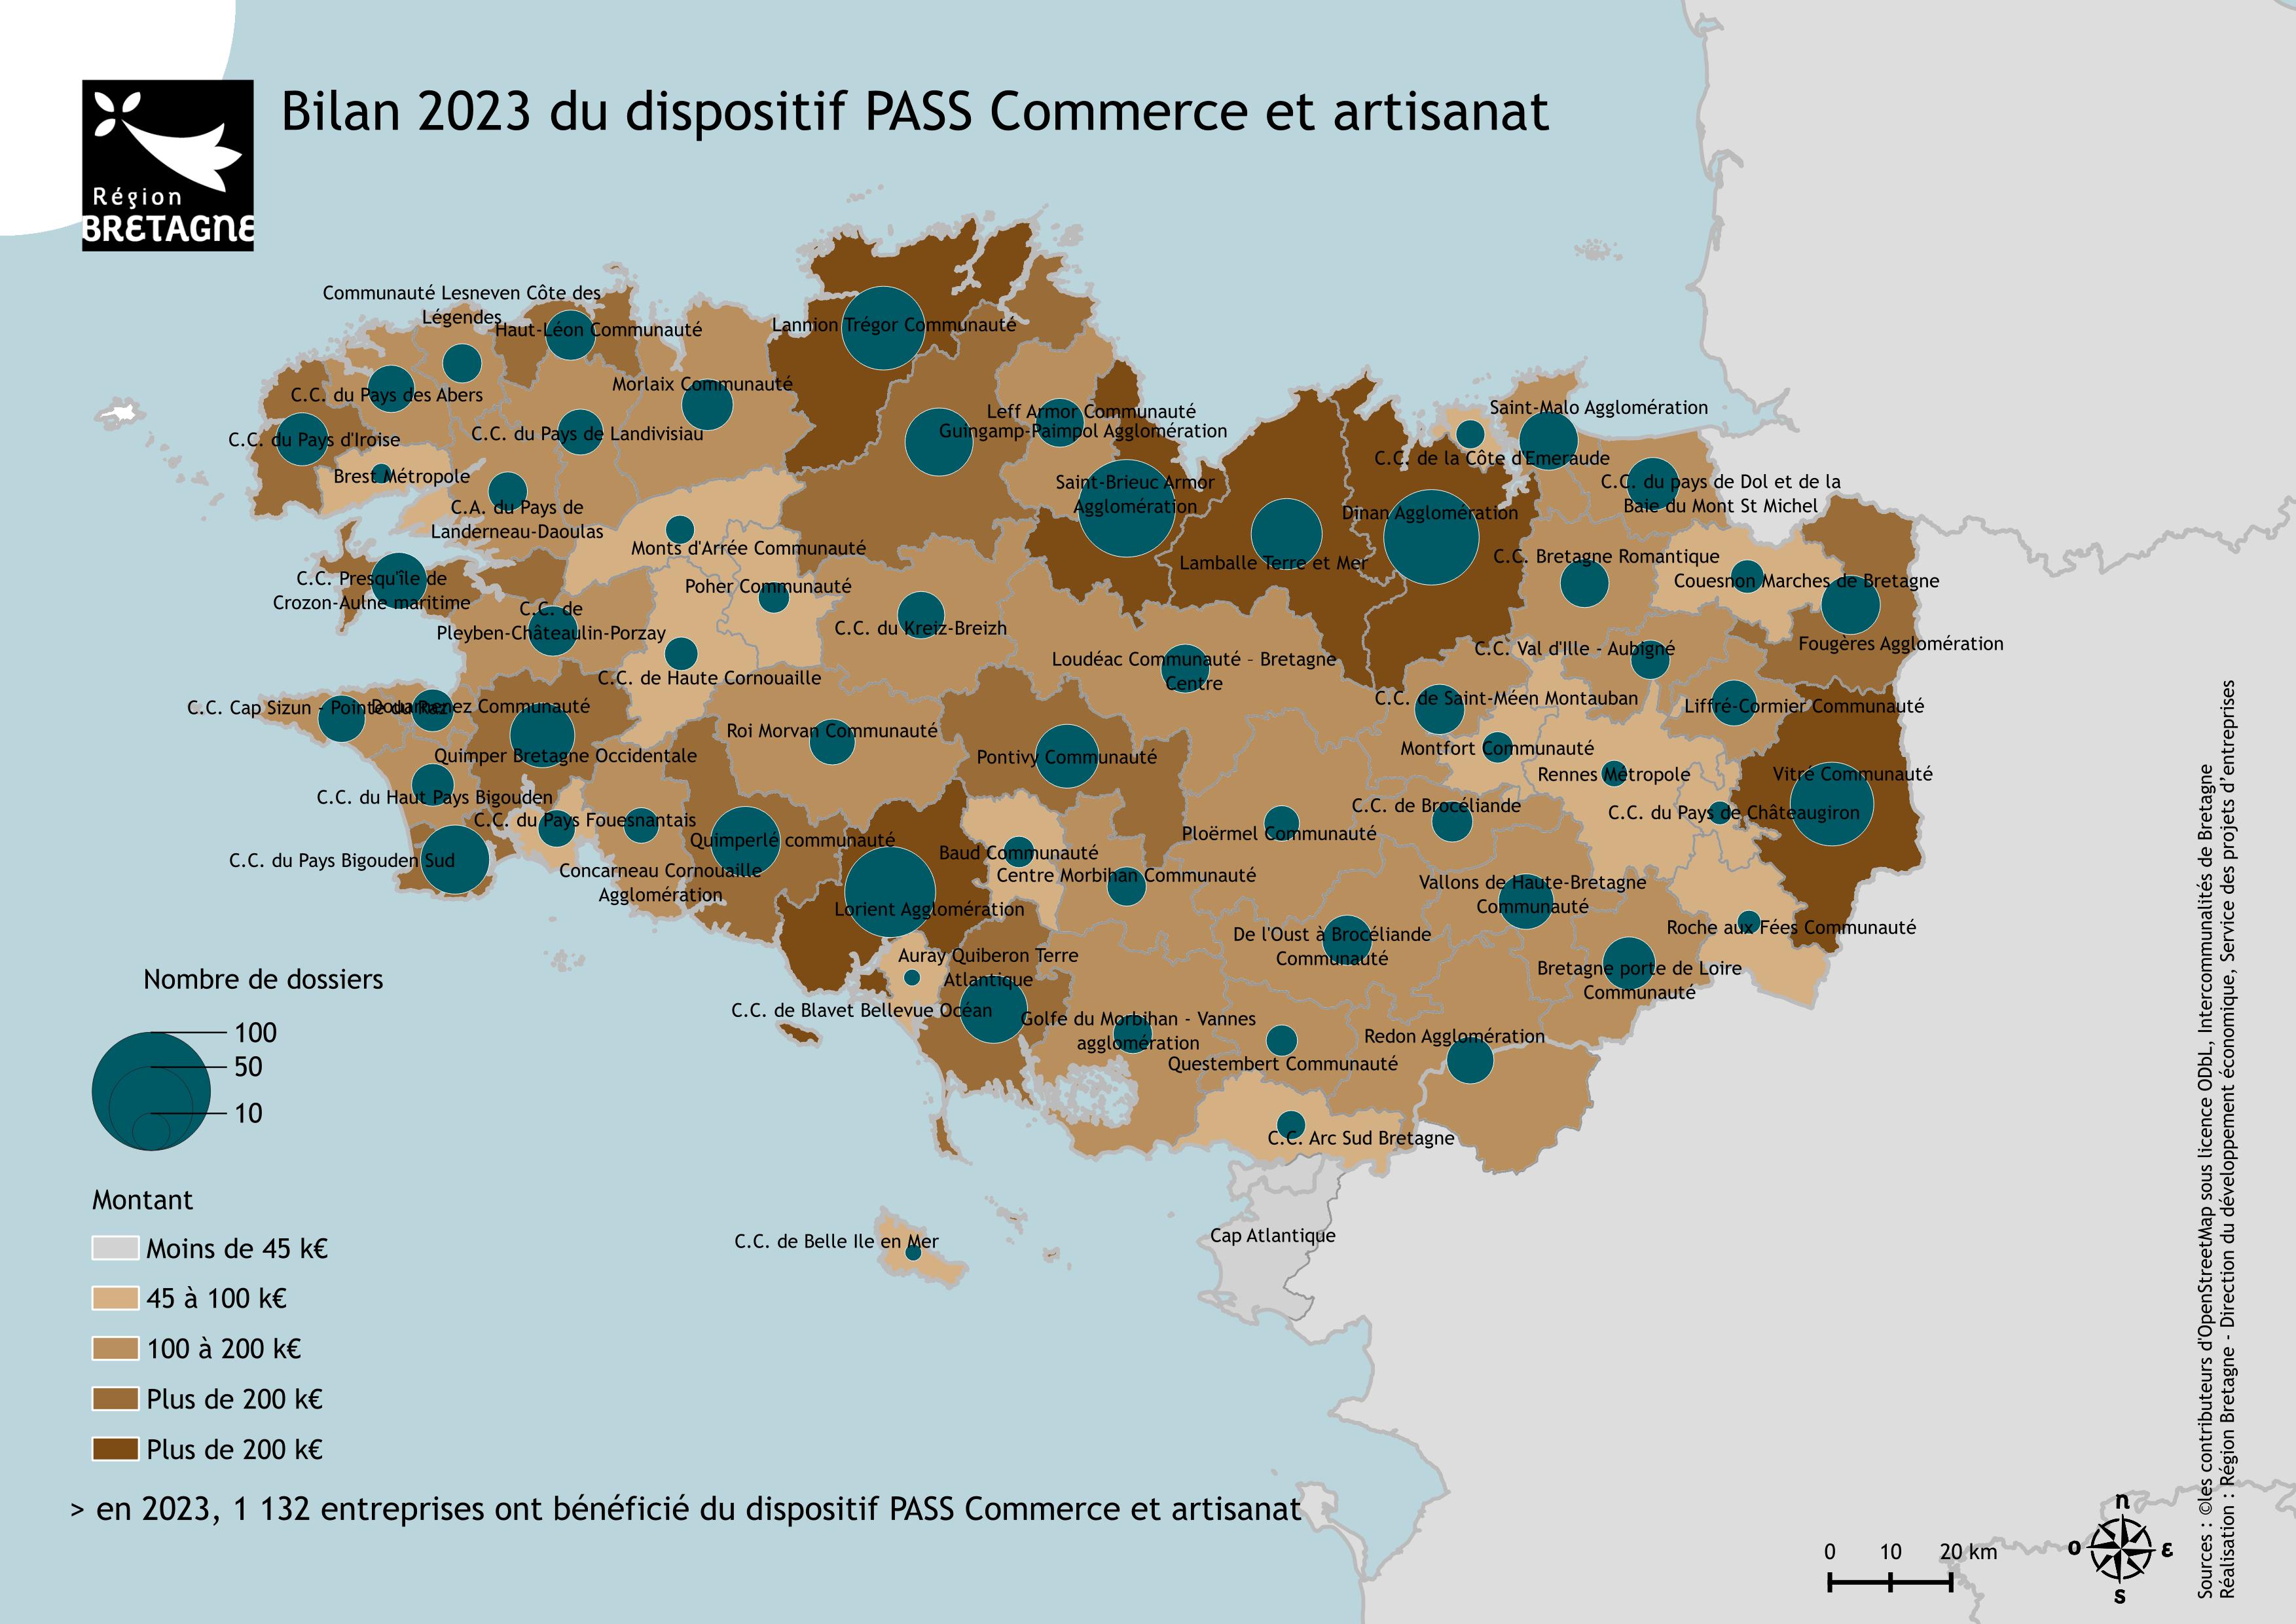 Bilan 2023 du dispositif PASS Commerce et artisanat
Région
BRETAGNE
Communauté Lesneven Côte des
Légendes
Haut-Léon Communauté
Lannion Trégor Communauté
C.C. du Pays des Abers
Morlaix Communauté
C.C. du Pays d'Iroise
C.C. du Pays de Landivisiau
Leff Armor Communauté
Guingamp-Paimpol Agglomération
Saint-Malo Agglomération
C.C. de la Côte d'Emeraude
Brest Métropole
Saint-Brieuc Armor
Agglomération
C.C. du pays de Dol et de la
Baie du Mont St Michel
C.A. du Pays de
Landerneau-Daoulas
Dinan Agglomération
Monts d'Arrée Communauté
Lamballe Terre et Mer
C.C. Bretagne Romantique
Couesnon Marches de Bretagne
C.C. Presqu'île de
Crozon-Aulne maritime
Poher Communauté
C.C. de
Pleyben-Châteaulin-Porzay
C.C. du Kreiz-Breizh
Fougères Agglomération
C.C. Val d'Ille - Aubigné
Loudéac Communauté - Bretagne
Centre
C.C. de Haute Cornouaille
C.C. de Saint-Méen Montauban
Liffré-Cormier Communauté
C.C. Cap Sizun - Pointe du Raz
Douarnenez Communauté
Roi Morvan Communauté
Quimper Bretagne Occidentale
Pontivy Communauté
Montfort Communauté
Rennes Métropole
Vitré Communauté
C.C. du Haut Pays Bigouden
C.C. du Pays Fouesnantais
C.C. de Brocéliande
C.C. du Pays de Châteaugiron
Quimperlé communauté
Ploërmel Communauté
C.C. du Pays Bigouden Sud
Baud Communauté
Concarneau Cornouaille
Agglomération
Centre Morbihan Communauté
Vallons de Haute-Bretagne
Communauté
Lorient Agglomération
Roche aux Fées Communauté
De l'Oust à Brocéliande
Communauté
Auray Quiberon Terre
Atlantique
Bretagne porte de Loire
Communauté
C.C. de Blavet Bellevue Océan
Golfe du Morbihan - Vannes
agglomération
Redon Agglomération
Questembert Communauté
C.C. Arc Sud Bretagne
C.C. de Belle Ile en Mer
Cap Atlantique
Nombre de dossiers
100
50
10
Montant
Moins de 45 k€
45 à 100 k€
100 à 200 k€
Plus de 200 k€
Plus de 200 k€
> en 2023, 1 132 entreprises ont bénéficié du dispositif PASS Commerce et artisanat
0 10 20 km
n
o ε
s
Sources : ©les contributeurs d'OpenStreetMap sous licence ODbL, Intercommunalités de Bretagne
Réalisation : Région Bretagne - Direction du développement économique, Service des projets d'entreprises